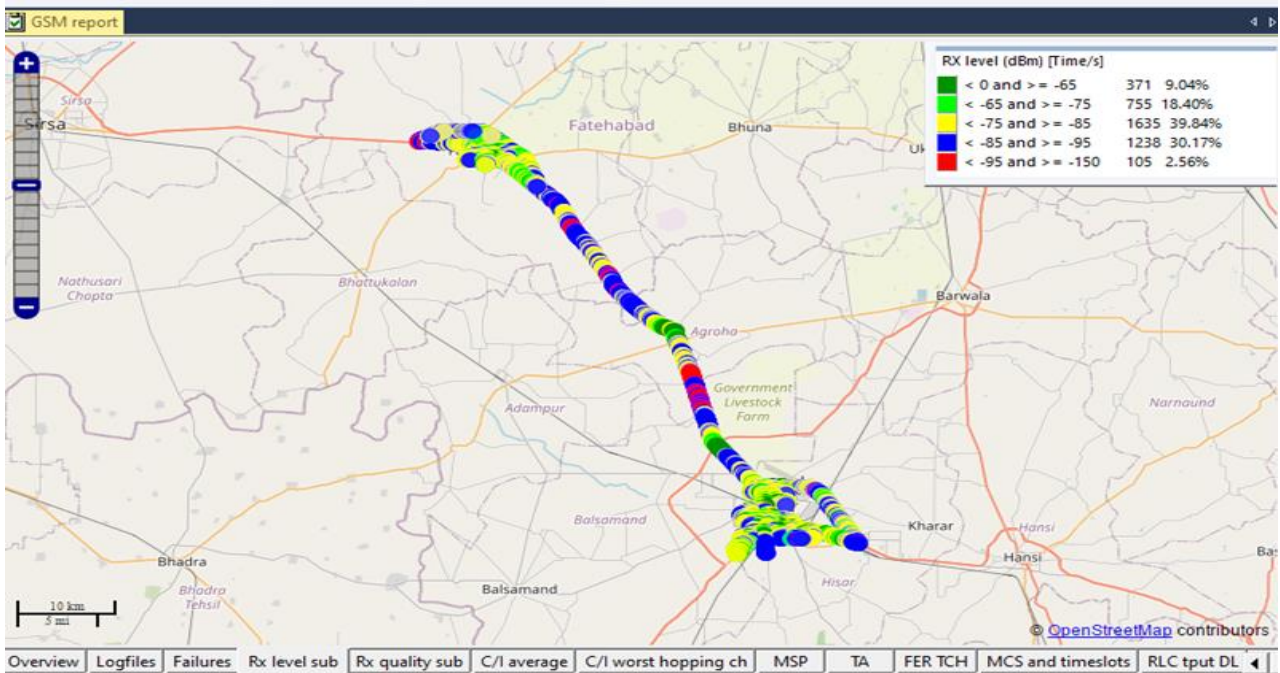 GSM report
RX level (dBm) [Time/s]
< 0 and >= -65 371 9.04%
< -65 and >= -75 755 18.40%
< -75 and >= -85 1635 39.84%
< -85 and >= -95 1238 30.17%
< -95 and >= -150 105 2.56%
Sirsa
Sirsa
Fatehabad
Bhuna
Nathusari
Chopta
Bhattukalan
Barwala
Agroha
Government
Livestock
Farm
Adampur
Narnaund
Balsamand
Kharar
Hansi
Hansi
Bhadra
Hisar
Bhadra
Tehsil
Balsamand
10 km
5 mi
© OpenStreetMap contributors
Overview Logfiles Failures Rx level sub Rx quality sub C/I average C/I worst hopping ch MSP TA FER TCH MCS and timeslots RLC tput DL